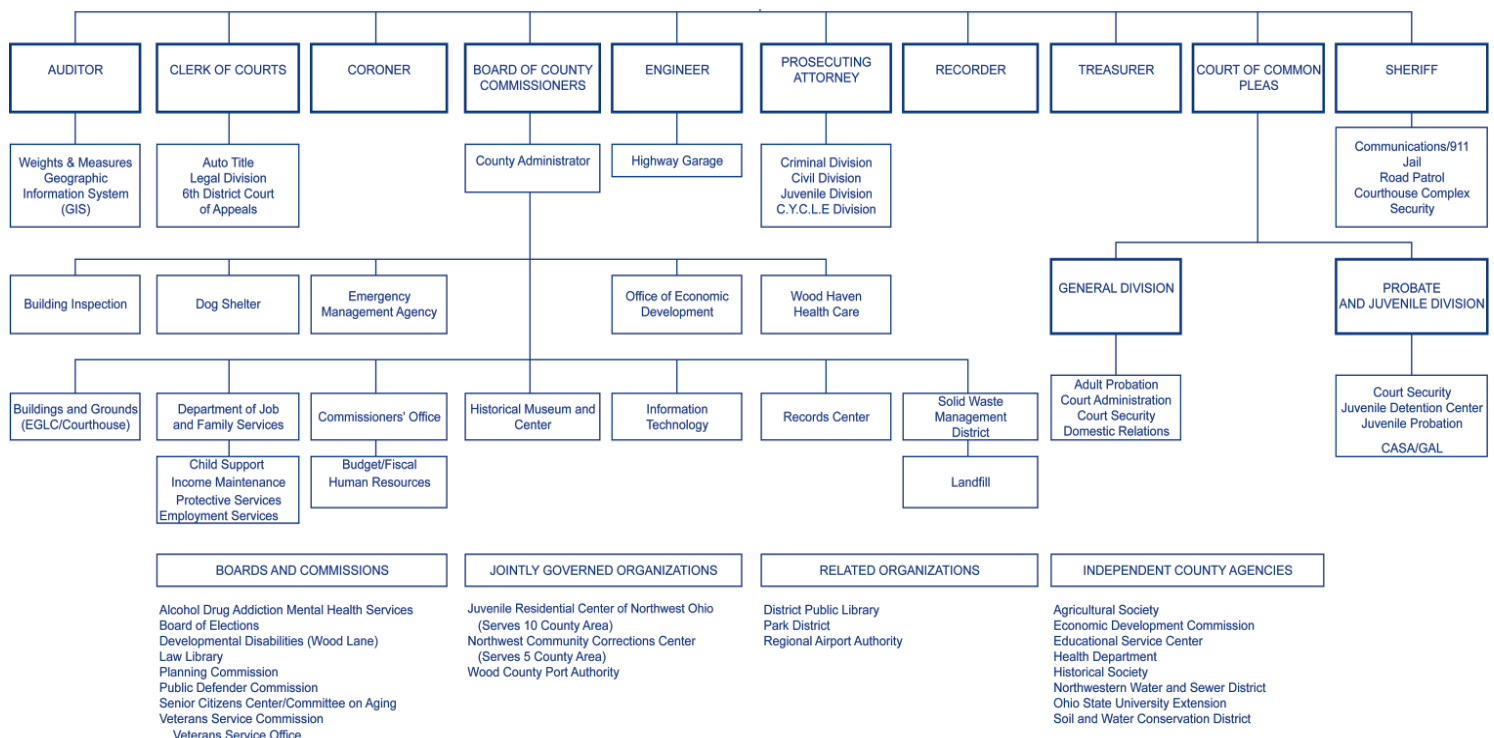 AUDITOR
CLERK OF COURTS
CORONER
BOARD OF COUNTY
COMMISSIONERS
ENGINEER
PROSECUTING
ATTORNEY
RECORDER
TREASURER
COURT OF COMMON
PLEAS
SHERIFF
Weights & Measures
Geographic
Information System
(GIS)
Auto Title
Legal Division
6th District Court
of Appeals
County Administrator
Highway Garage
Criminal Division
Civil Division
Juvenile Division
C.Y.C.L.E Division
Communications/911
Jail
Road Patrol
Courthouse Complex
Security
Building Inspection
Dog Shelter
Emergency
Management Agency
Office of Economic
Development
Wood Haven
Health Care
GENERAL DIVISION
PROBATE
AND JUVENILE DIVISION
Buildings and Grounds
(EGLC/Courthouse)
Department of Job
and Family Services
Commissioners' Office
Historical Museum and
Center
Information
Technology
Records Center
Solid Waste
Management
District
Adult Probation
Court Administration
Court Security
Domestic Relations
Court Security
Juvenile Detention Center
Juvenile Probation
CASA/GAL
Child Support
Income Maintenance
Protective Services
Employment Services
Budget/Fiscal
Human Resources
Landfill
BOARDS AND COMMISSIONS
Alcohol Drug Addiction Mental Health Services
Board of Elections
Developmental Disabilities (Wood Lane)
Law Library
Planning Commission
Public Defender Commission
Senior Citizens Center/Committee on Aging
Veterans Service Commission
Veterans Service Office
JOINTLY GOVERNED ORGANIZATIONS
Juvenile Residential Center of Northwest Ohio
(Serves 10 County Area)
Northwest Community Corrections Center
(Serves 5 County Area)
Wood County Port Authority
RELATED ORGANIZATIONS
District Public Library
Park District
Regional Airport Authority
INDEPENDENT COUNTY AGENCIES
Agricultural Society
Economic Development Commission
Educational Service Center
Health Department
Historical Society
Northwestern Water and Sewer District
Ohio State University Extension
Soil and Water Conservation District